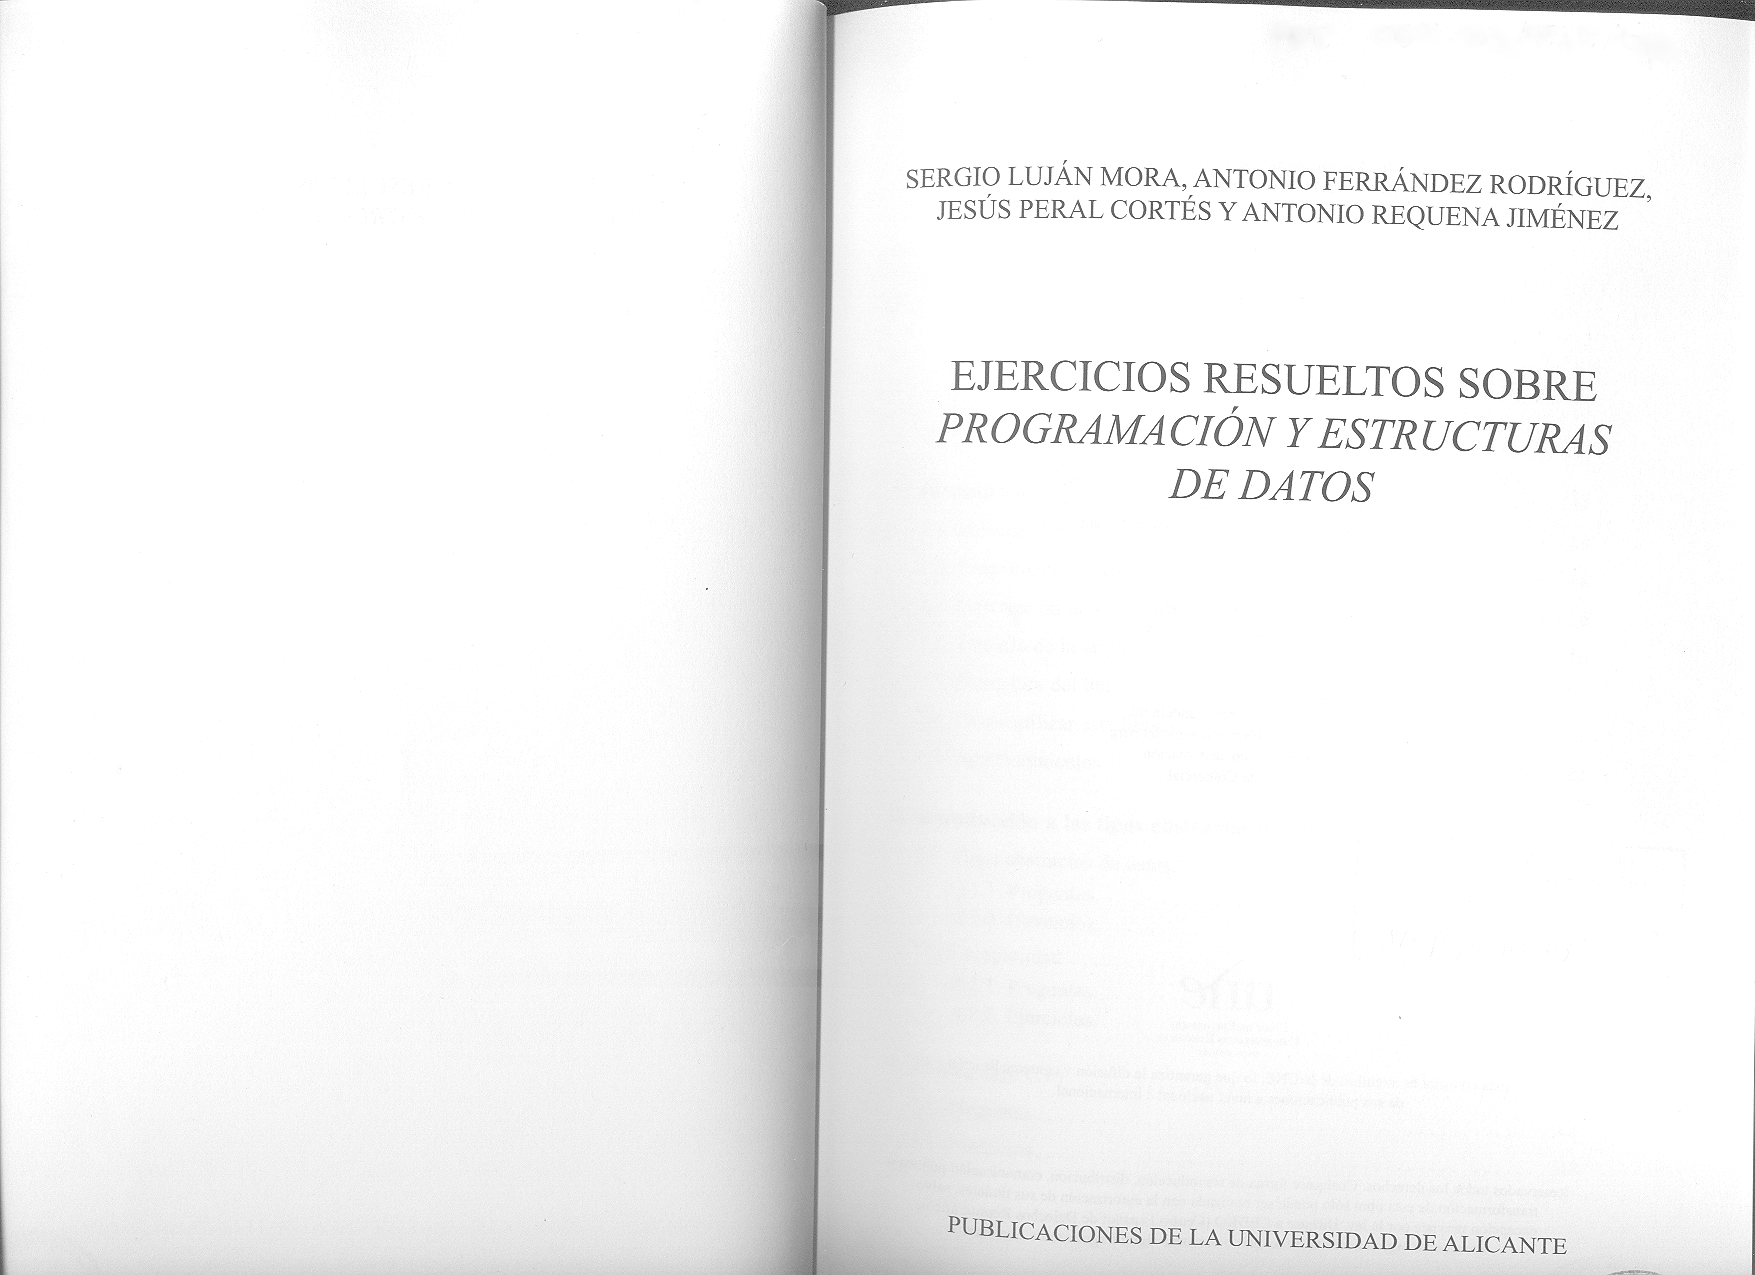 SERGIO LUJÁN MORA, ANTONIO FERRÁNDEZ RODRÍGUEZ,
JESÚS PERAL CORTÉS Y ANTONIO REQUENA JIMÉNEZ
EJERCICIOS RESUELTOS SOBRE
PROGRAMACIÓN Y ESTRUCTURAS
DE DATOS
PUBLICACIONES DE LA UNIVERSIDAD DE ALICANTE